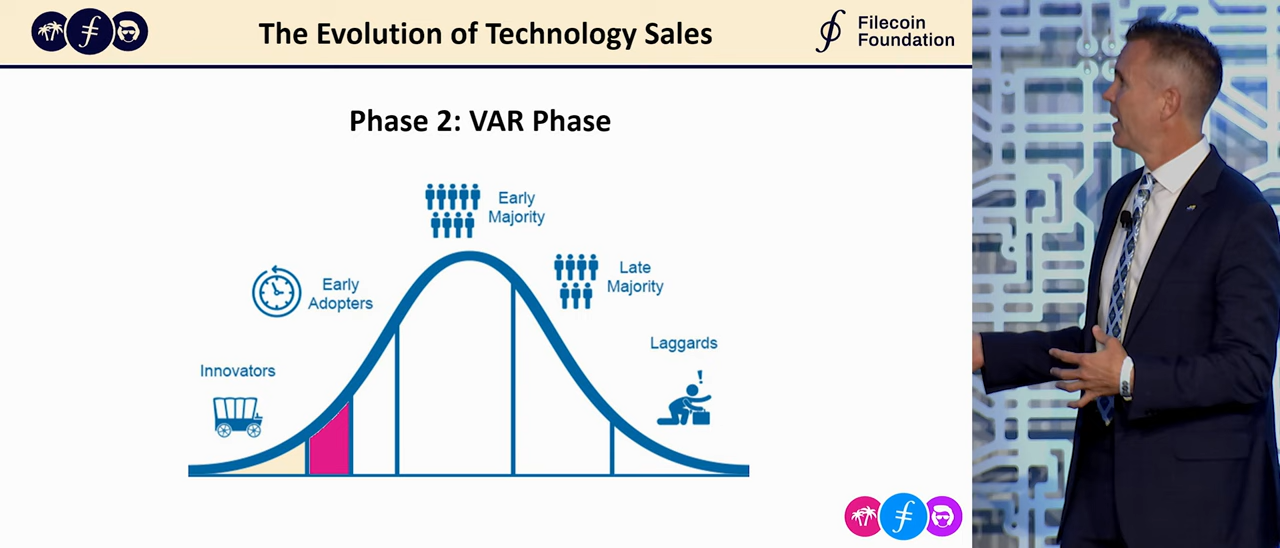 The Evolution of Technology Sales
Filecoin
Foundation
Phase 2: VAR Phase
Early
Majority
Late
Majority
Early
Adopters
Laggards
Innovators